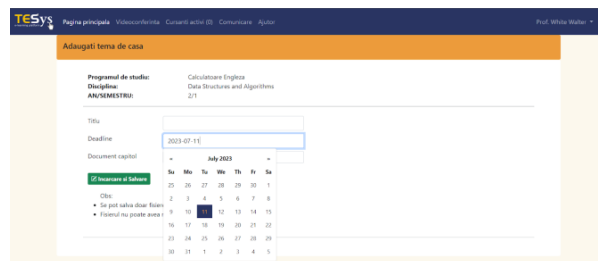 TESys
Pagina principala Videoconferinta Cursanti activi (0) Comunicare Ajutor
Prof. White Walter
Adaugati tema de casa
Programul de studiu: Calculatoare Engleza
Disciplina: Data Structures and Algorithms
AN/SEMESTRU: 2/1
Titlu
Deadline 2023-07-11
Document capitol
« July 2023 »
Su Mo Tu We Th Fr Sa
25 26 27 28 29 30 1
2 3 4 5 6 7 8
9 10 11 12 13 14 15
16 17 18 19 20 21 22
23 24 25 26 27 28 29
30 31 1 2 3 4 5
Incarcare si Salvare
Obs:
Se pot salva doar fisier
Fisierul nu poate avea